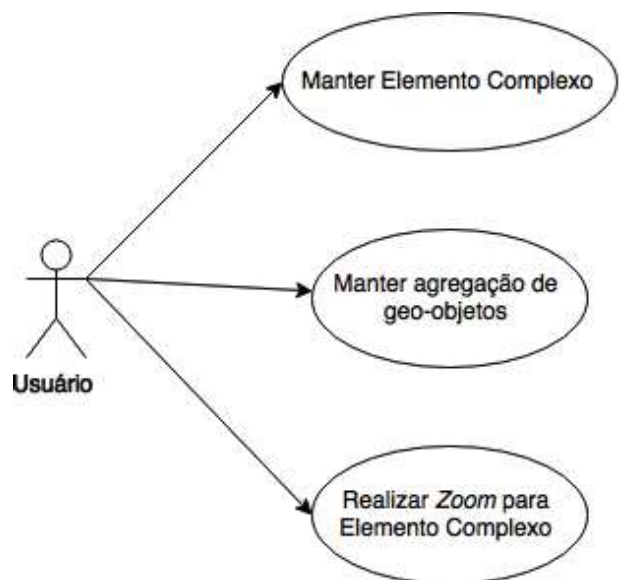 Manter Elemento Complexo
Manter agregação de
geo-objetos
Usuário
Realizar Zoom para
Elemento Complexo